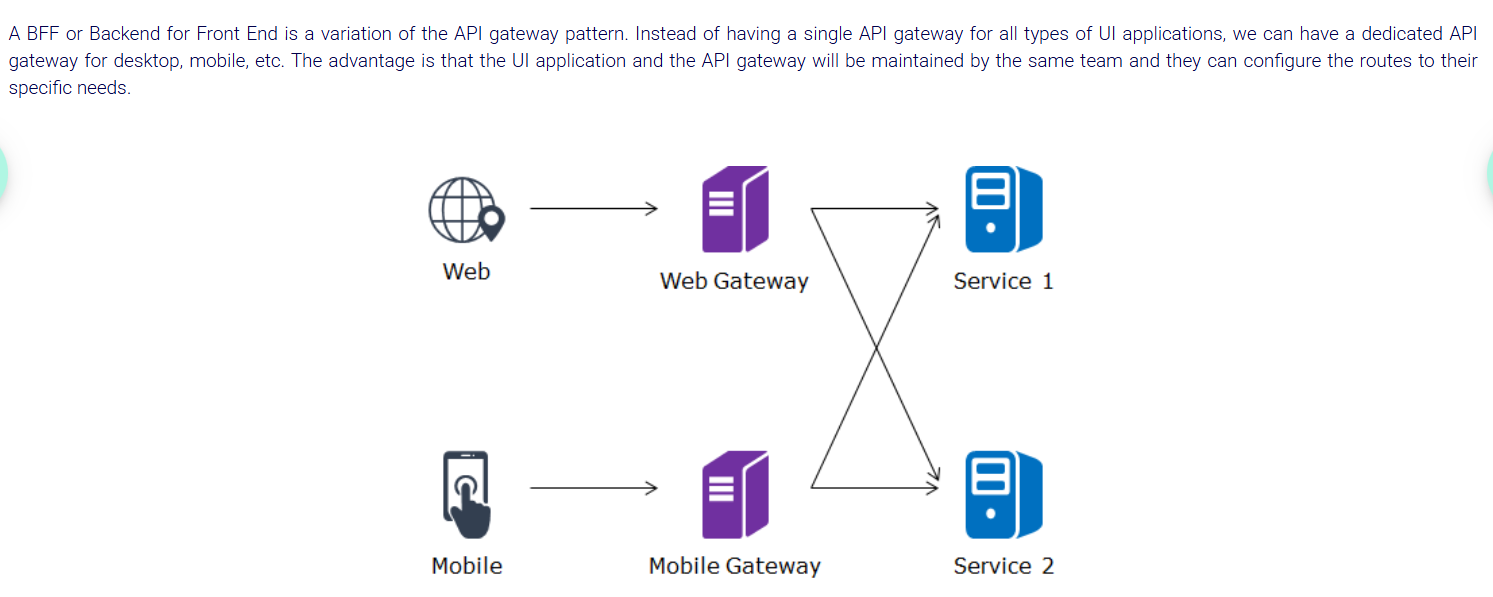 A BFF or Backend for Front End is a variation of the API gateway pattern. Instead of having a single API gateway for all types of UI applications, we can have a dedicated API
gateway for desktop, mobile, etc. The advantage is that the UI application and the API gateway will be maintained by the same team and they can configure the routes to their
specific needs.
Web
Web Gateway
Service 1
Mobile
Mobile Gateway
Service 2